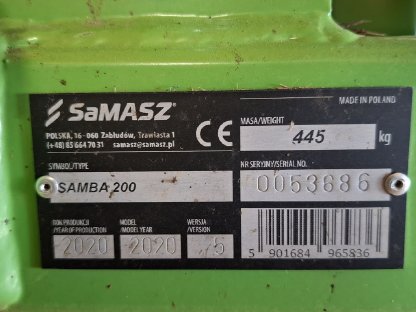 SaMASZ®
MADE IN POLAND
POLSKA, 16-060 Zabłudów, Trawiasta 1
(+48) 85 664 70 31 samasz@samasz.pl
CE
MASA/WEIGHT
445 kg
SYMBOL/TYPE
SAMBA 200
NR SERYJNY/SERIAL NO.
0053686
ROK PRODUKCJI
/YEAR OF PRODUCTION
2020
MODEL
/MODEL YEAR
2020
WERSJA
/VERSION
5
5 901684 965836